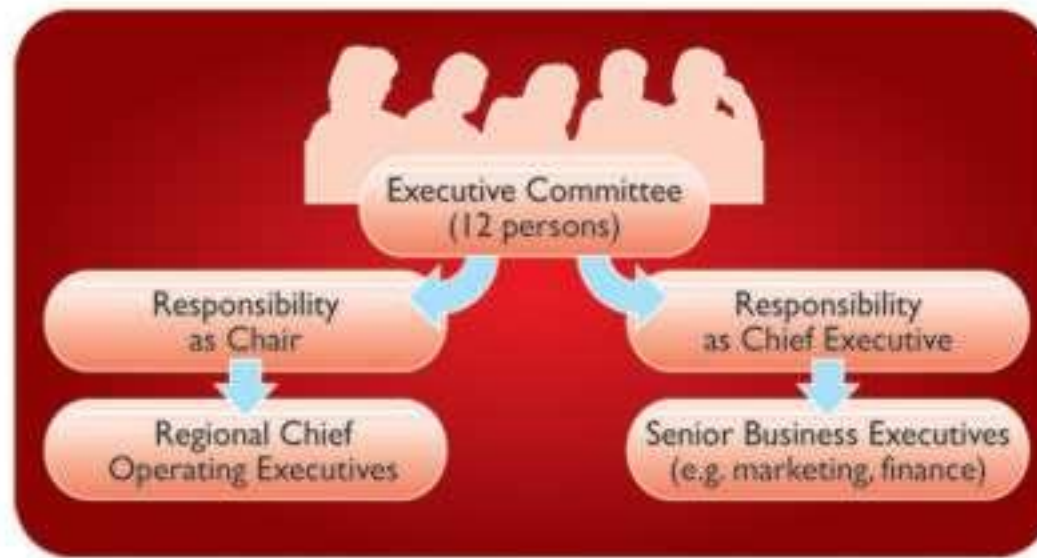 Executive Committee
(12 persons)
Responsibility
as Chair
Responsibility
as Chief Executive
Regional Chief
Operating Executives
Senior Business Executives
(e.g. marketing, finance)